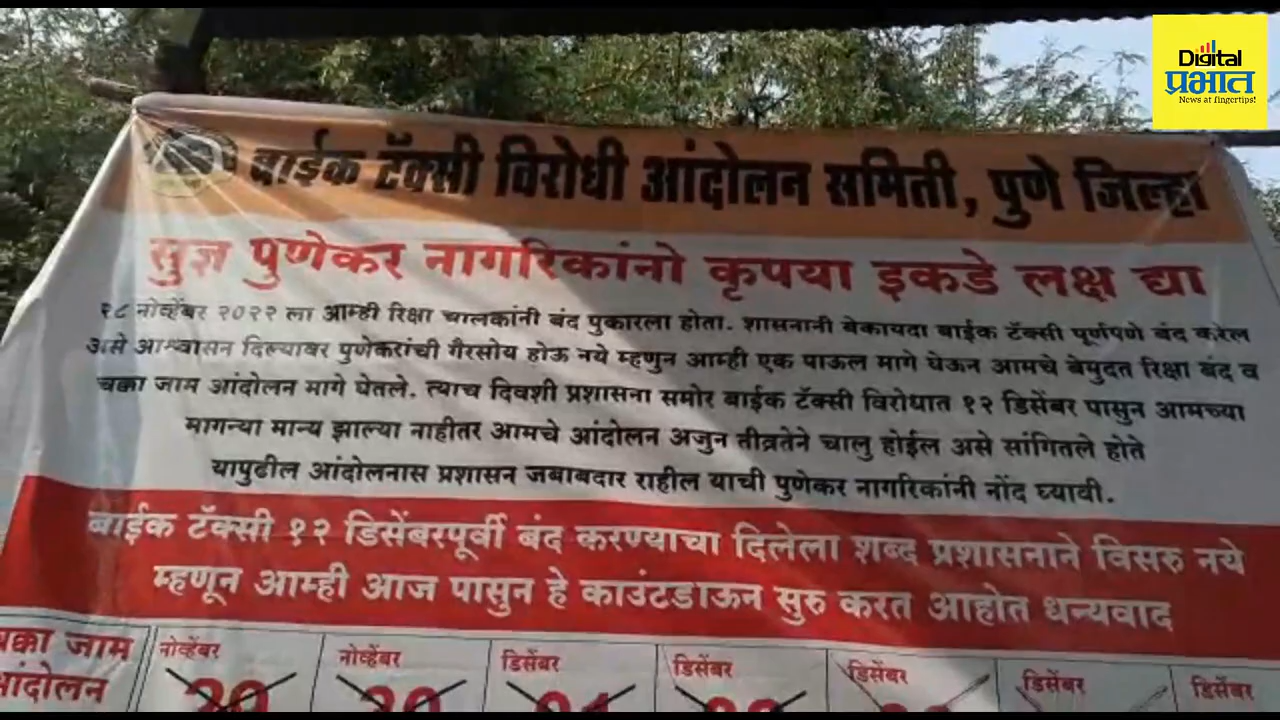 Digital
प्रभात
News at fingertips!
बाईक टॅक्सी विरोधी आंदोलन समिती, पुणे जिल्हा
सुज्ञ पुणेकर नागरिकांनो कृपया इकडे लक्ष द्या
२८ नोव्हेंबर २०२२ ला आम्ही रिक्षा चालकांनी बंद पुकारला होता. शासनानी बेकायदा बाईक टॅक्सी पूर्णपणे बंद करेल
असे आश्वासन दिल्यावर पुणेकरांची गैरसोय होऊ नये म्हणुन आम्ही एक पाऊल मागे घेऊन आमचे बेमुदत रिक्षा बंद व
चक्का जाम आंदोलन मागे घेतले. त्याच दिवशी प्रशासना समोर बाईक टॅक्सी विरोधात १२ डिसेंबर पासुन आमच्या
मागन्या मान्य झाल्या नाहीतर आमचे आंदोलन अजुन तीव्रतेने चालु होईल असे सांगितले होते
यापुढील आंदोलनास प्रशासन जबाबदार राहील याची पुणेकर नागरिकांनी नोंद घ्यावी.
बाईक टॅक्सी १२ डिसेंबरपूर्वी बंद करण्याचा दिलेला शब्द प्रशासनाने विसरु नये
म्हणून आम्ही आज पासुन हे काउंटडाऊन सुरु करत आहोत धन्यवाद
चक्का जाम नोव्हेंबर नोव्हेंबर डिसेंबर डिसेंबर डिसेंबर डिसेंबर डिसेंबर
आंदोलन